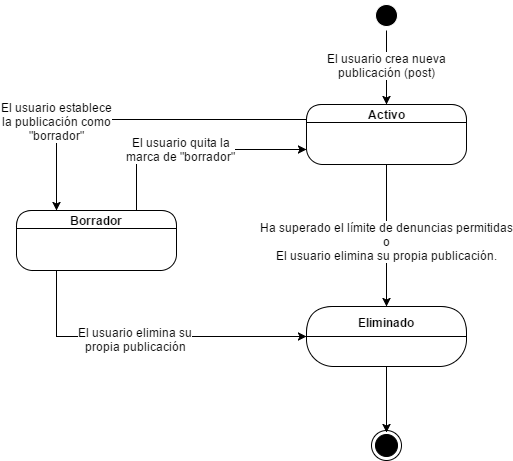 El usuario crea nueva
publicación (post)
Activo
El usuario establece
la publicación como
"borrador"
El usuario quita la
marca de "borrador"
Borrador
Ha superado el límite de denuncias permitidas
o
El usuario elimina su propia publicación.
Eliminado
El usuario elimina su
propia publicación